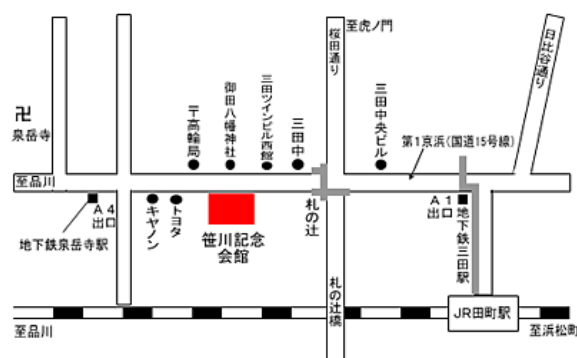 至虎ノ門
桜田通り
日比谷通り
卍
泉岳寺
〒高輪局
御田八幡神社
三田ツインビル西館
三田中
三田中央ビル
第1京浜(国道15号線)
至品川
A4
出口
地下鉄泉岳寺駅
キヤノン
トヨタ
笹川記念
会館
札の辻
A1
出口
地下鉄三田駅
札の辻橋
JR田町駅
至品川
至浜松町